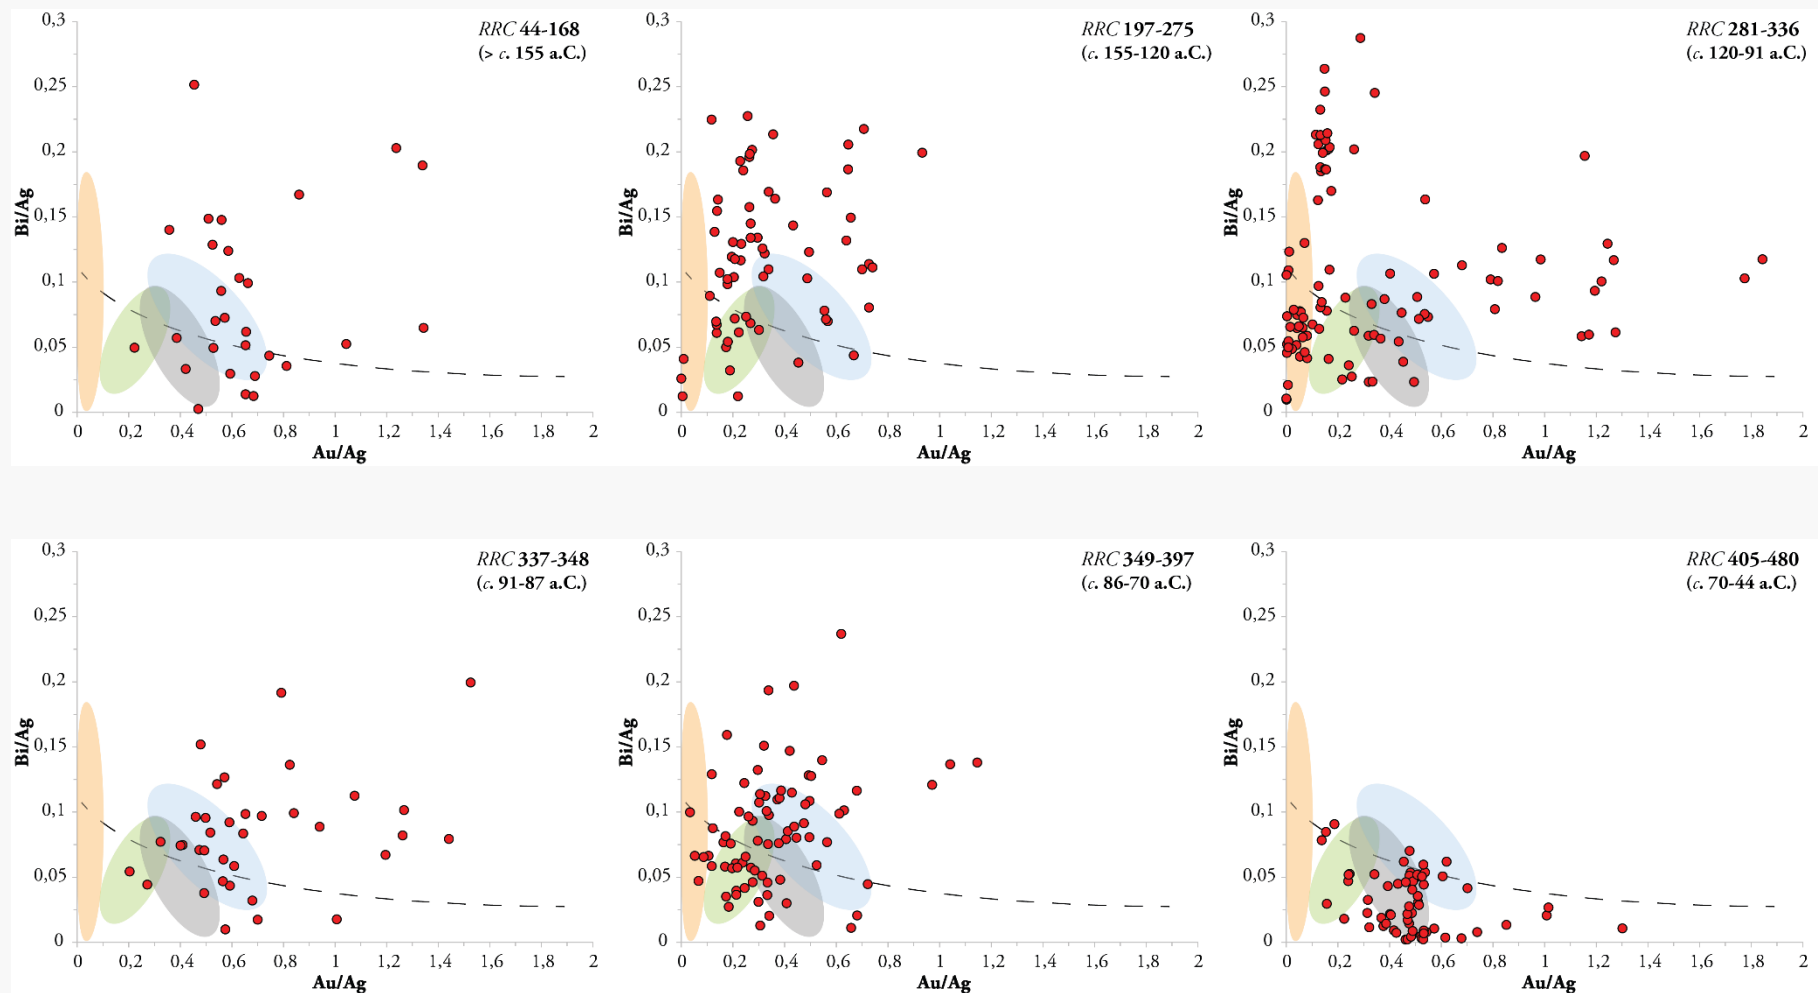 RRC 44-168
(> c. 155 a.C.)
Bi/Ag
0,3
0,25
0,2
0,15
0,1
0,05
0
0 0,2 0,4 0,6 0,8 1 1,2 1,4 1,6 1,8 2
Au/Ag
RRC 197-275
(c. 155-120 a.C.)
Bi/Ag
0,3
0,25
0,2
0,15
0,1
0,05
0
0 0,2 0,4 0,6 0,8 1 1,2 1,4 1,6 1,8 2
Au/Ag
RRC 281-336
(c. 120-91 a.C.)
Bi/Ag
0,3
0,25
0,2
0,15
0,1
0,05
0
0 0,2 0,4 0,6 0,8 1 1,2 1,4 1,6 1,8 2
Au/Ag
RRC 337-348
(c. 91-87 a.C.)
Bi/Ag
0,3
0,25
0,2
0,15
0,1
0,05
0
0 0,2 0,4 0,6 0,8 1 1,2 1,4 1,6 1,8 2
Au/Ag
RRC 349-397
(c. 86-70 a.C.)
Bi/Ag
0,3
0,25
0,2
0,15
0,1
0,05
0
0 0,2 0,4 0,6 0,8 1 1,2 1,4 1,6 1,8 2
Au/Ag
RRC 405-480
(c. 70-44 a.C.)
Bi/Ag
0,3
0,25
0,2
0,15
0,1
0,05
0
0 0,2 0,4 0,6 0,8 1 1,2 1,4 1,6 1,8 2
Au/Ag